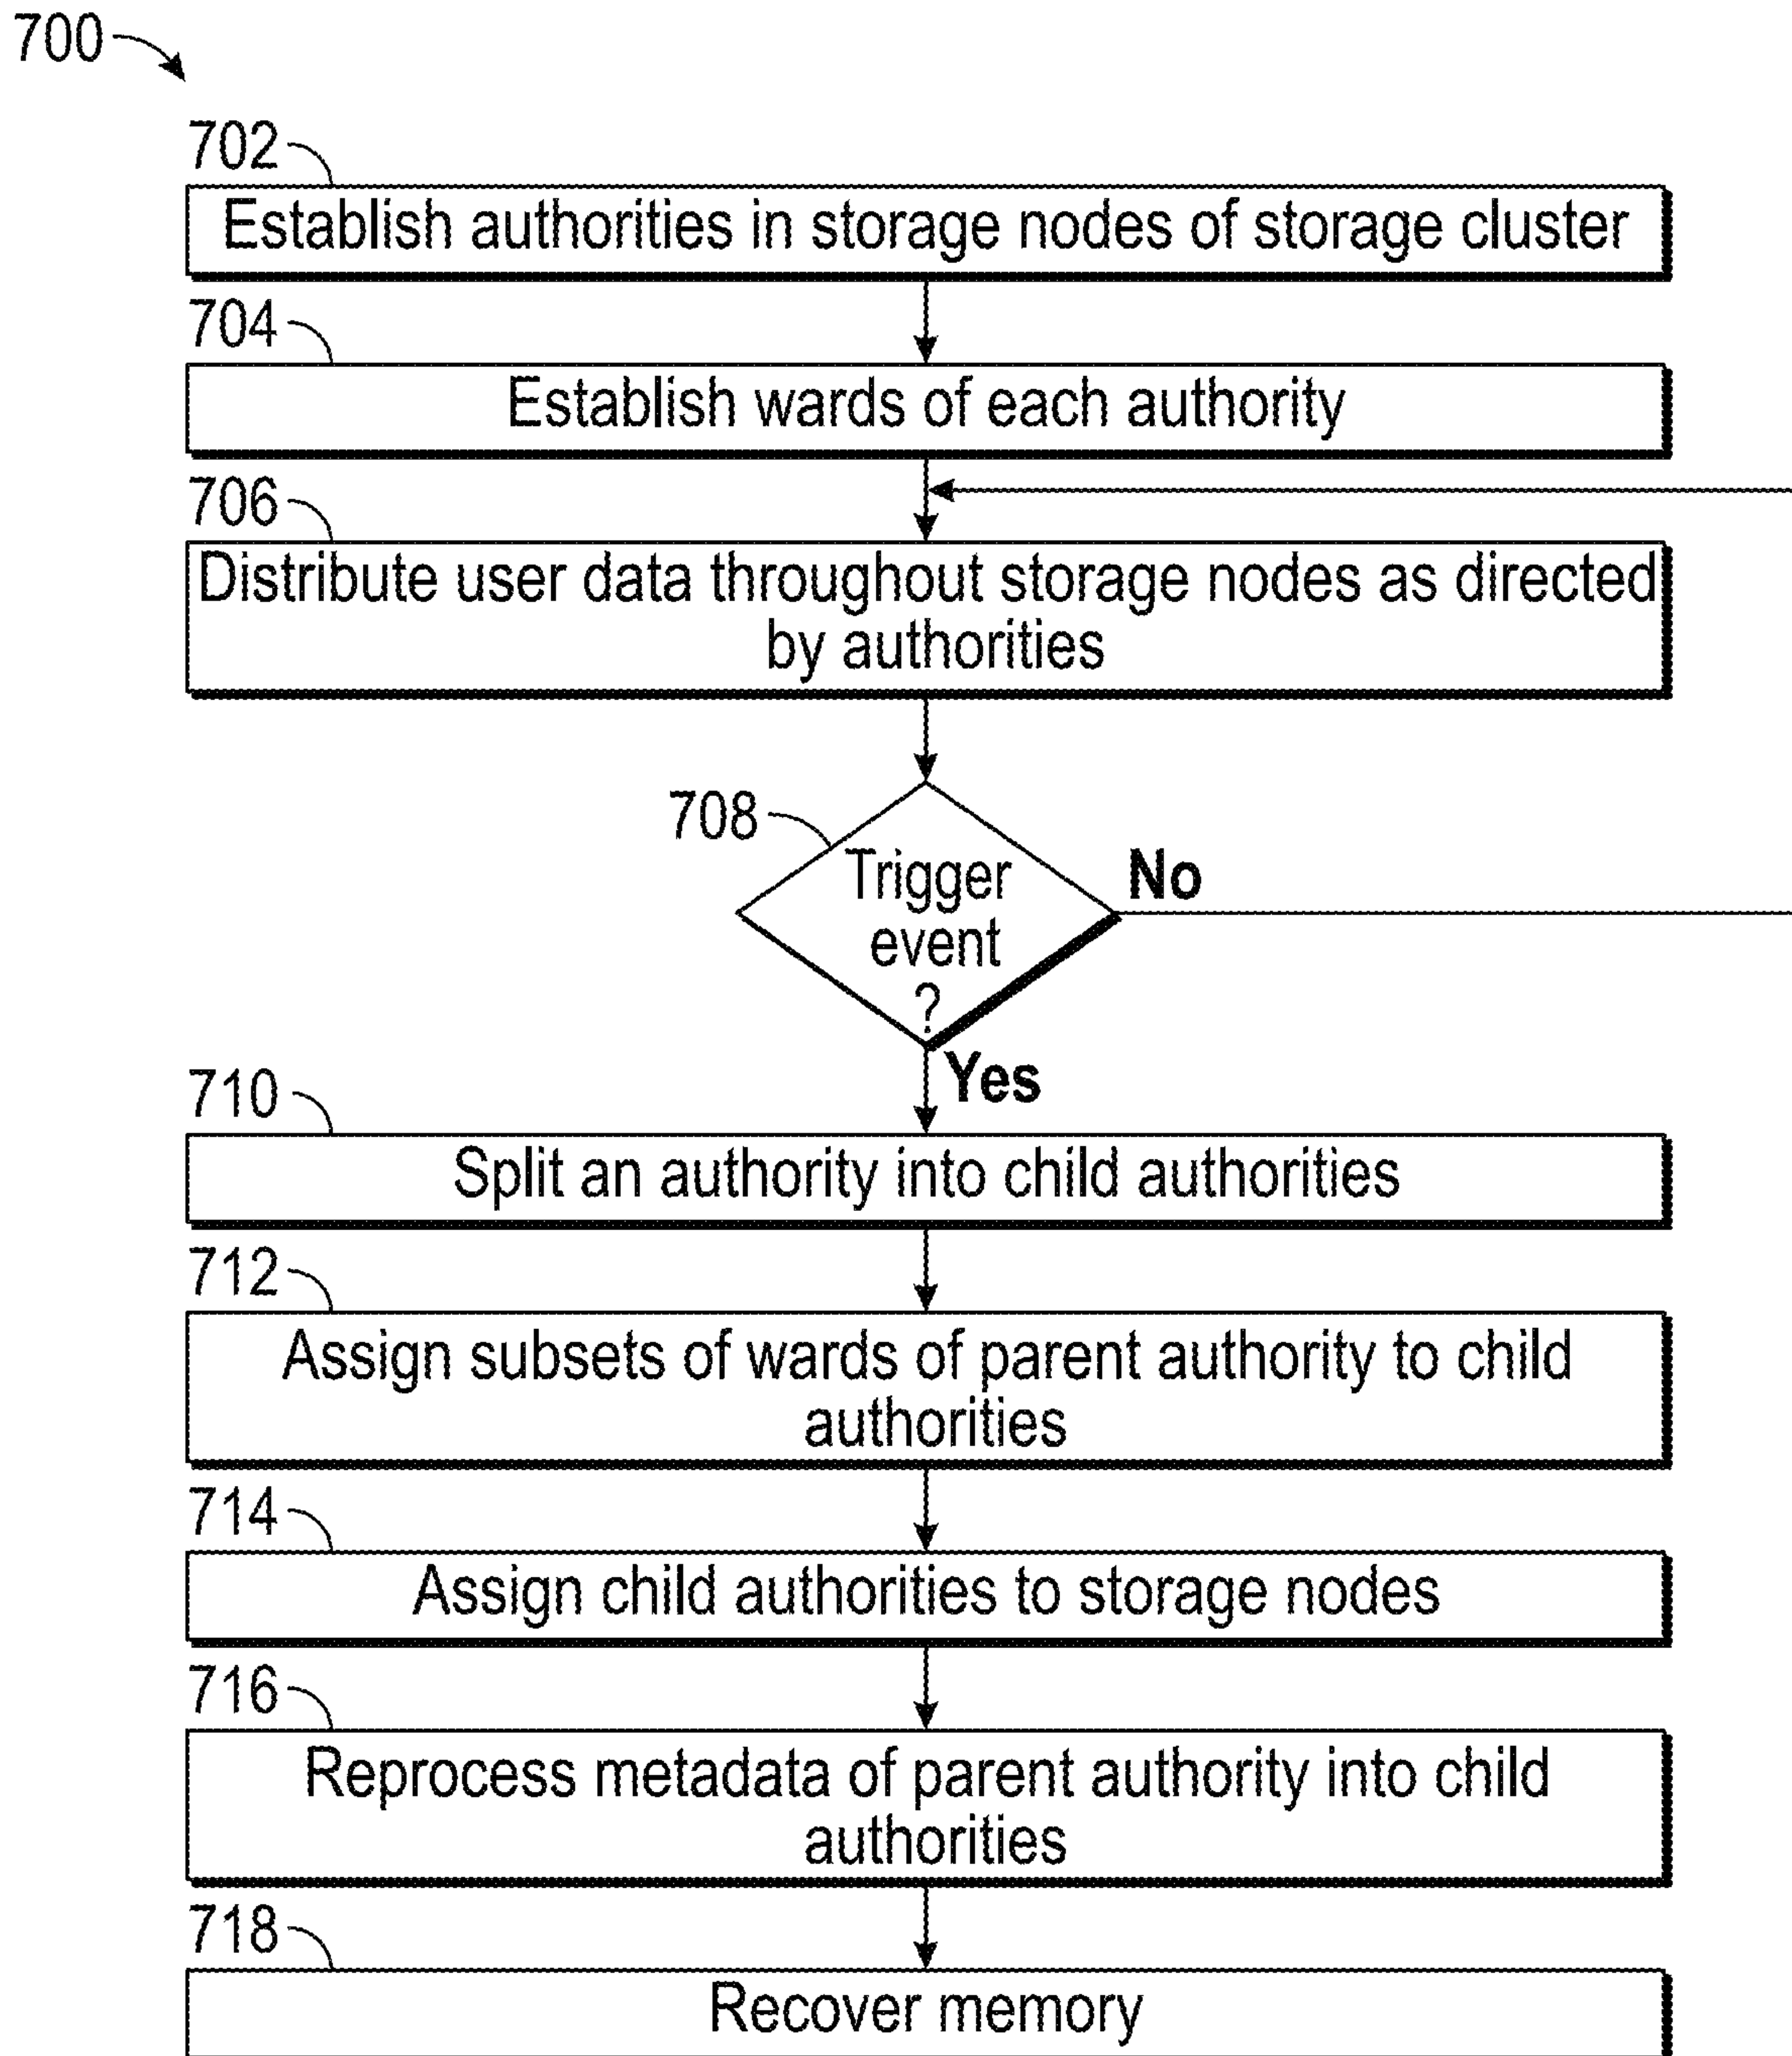 700
702
Establish authorities in storage nodes of storage cluster
704
Establish wards of each authority
706
Distribute user data throughout storage nodes as directed
by authorities
708
Trigger
event
?
No
Yes
710
Split an authority into child authorities
712
Assign subsets of wards of parent authority to child
authorities
714
Assign child authorities to storage nodes
716
Reprocess metadata of parent authority into child
authorities
718
Recover memory